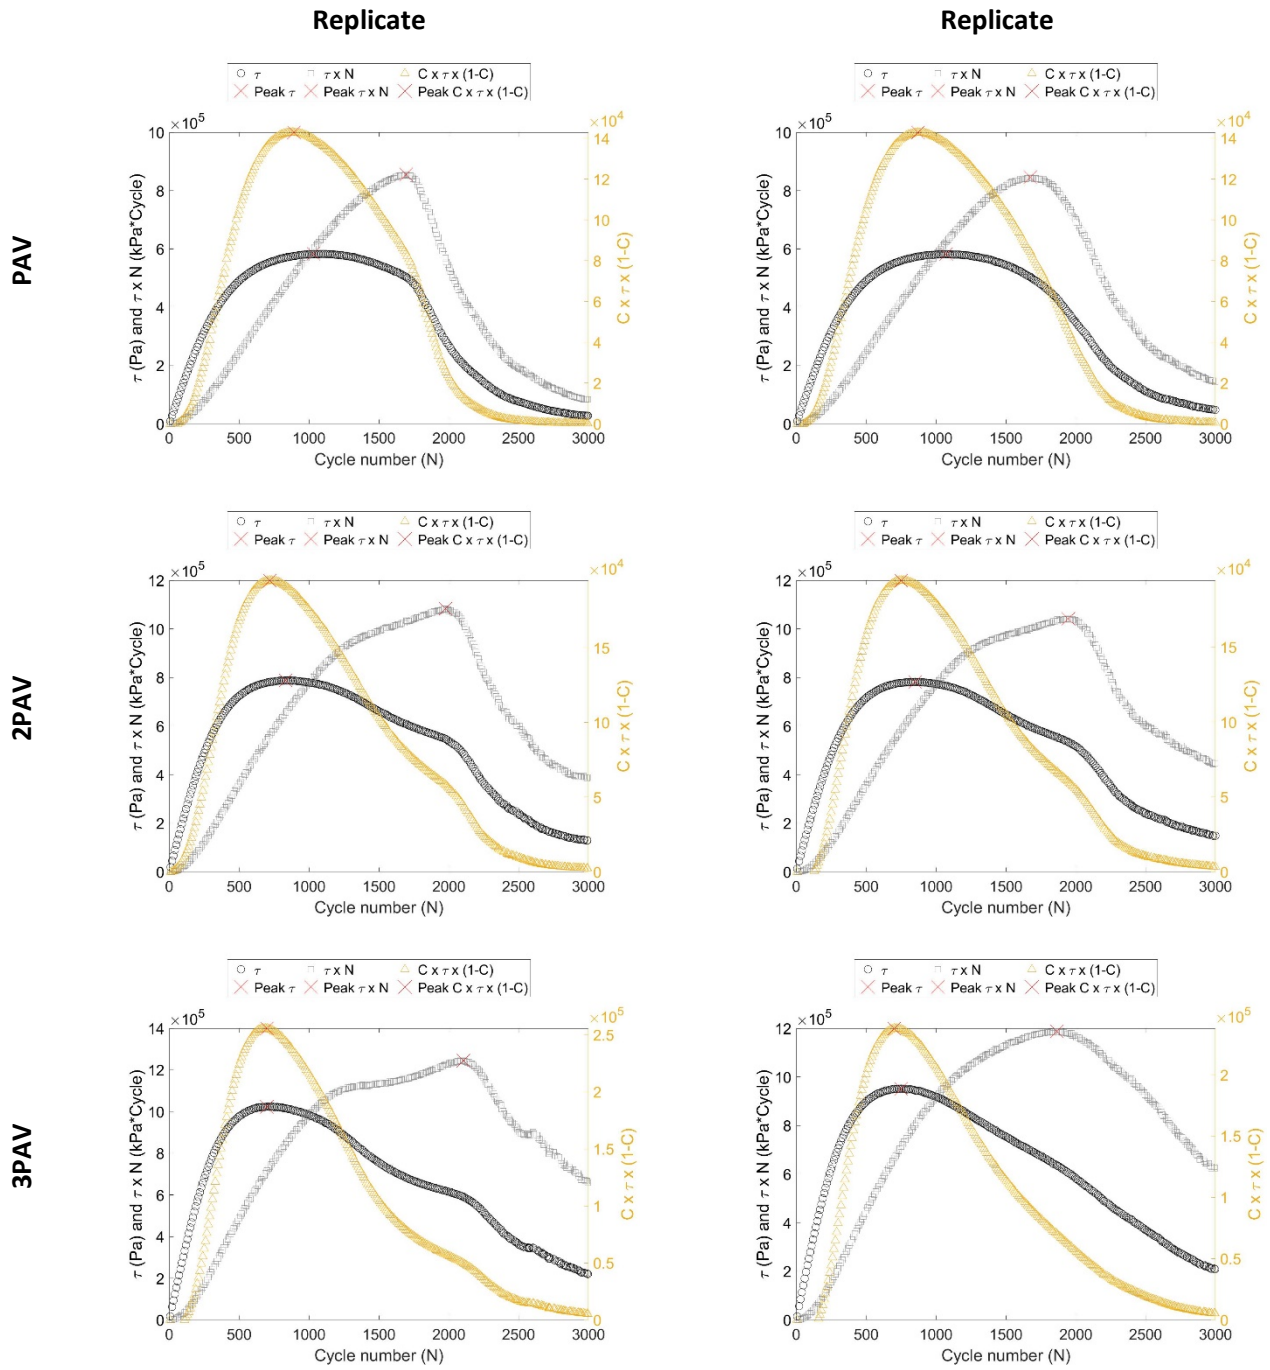 Replicate Replicate
PAV
τ τ x N C x τ x (1-C)
Peak τ Peak τ x N Peak C x τ x (1-C)
×10⁵ ×10⁴
τ (Pa) and τ x N (kPa*Cycle)
10
8
6
4
2
0
14
12
10
8
6
4
2
0
C x τ x (1-C)
0 500 1000 1500 2000 2500 3000
Cycle number (N)
τ τ x N C x τ x (1-C)
Peak τ Peak τ x N Peak C x τ x (1-C)
×10⁵ ×10⁴
τ (Pa) and τ x N (kPa*Cycle)
10
8
6
4
2
0
14
12
10
8
6
4
2
0
C x τ x (1-C)
0 500 1000 1500 2000 2500 3000
Cycle number (N)
2PAV
τ τ x N C x τ x (1-C)
Peak τ Peak τ x N Peak C x τ x (1-C)
×10⁵ ×10⁴
τ (Pa) and τ x N (kPa*Cycle)
12
10
8
6
4
2
0
15
10
5
0
C x τ x (1-C)
0 500 1000 1500 2000 2500 3000
Cycle number (N)
τ τ x N C x τ x (1-C)
Peak τ Peak τ x N Peak C x τ x (1-C)
×10⁵ ×10⁴
τ (Pa) and τ x N (kPa*Cycle)
12
10
8
6
4
2
0
15
10
5
0
C x τ x (1-C)
0 500 1000 1500 2000 2500 3000
Cycle number (N)
3PAV
τ τ x N C x τ x (1-C)
Peak τ Peak τ x N Peak C x τ x (1-C)
×10⁵ ×10⁵
τ (Pa) and τ x N (kPa*Cycle)
14
12
10
8
6
4
2
0
2.5
2
1.5
1
0.5
0
C x τ x (1-C)
0 500 1000 1500 2000 2500 3000
Cycle number (N)
τ τ x N C x τ x (1-C)
Peak τ Peak τ x N Peak C x τ x (1-C)
×10⁵ ×10⁵
τ (Pa) and τ x N (kPa*Cycle)
12
10
8
6
4
2
0
2
1.5
1
0.5
0
C x τ x (1-C)
0 500 1000 1500 2000 2500 3000
Cycle number (N)